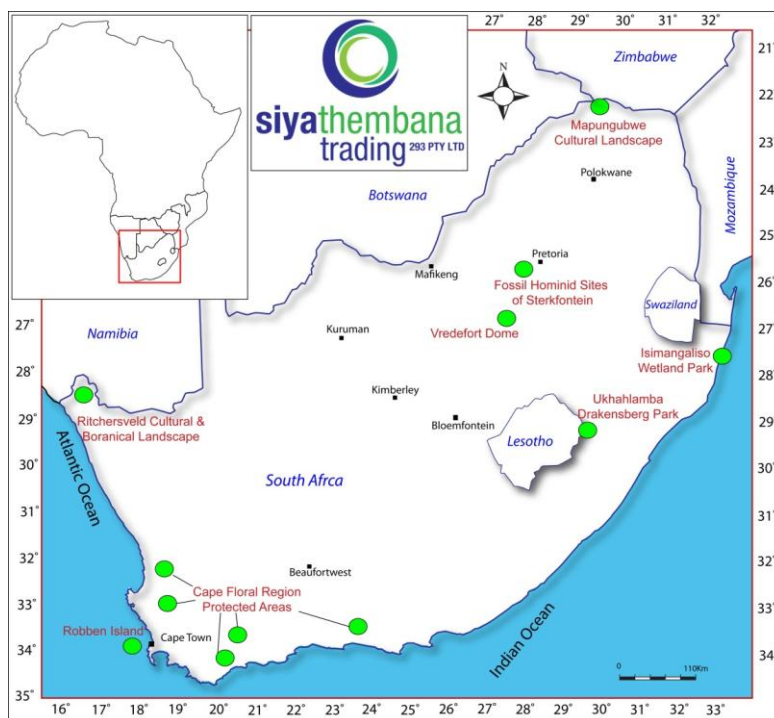 27° 28° 29° 30° 31° 32°
N
siyathembana
trading 293 PTY LTD
Zimbabwe
22°
22°
Mapungubwe
Cultural Landscape
23°
23°
Polokwane
24°
24°
Botswana
Mozambique
25°
25°
Pretoria
Mafikeng
26°
26°
Fossil Hominid Sites
of Sterkfontein
Swaziland
27°
27°
Namibia
Kuruman
Vredefort Dome
Isimangaliso
Wetland Park
28°
28°
Kimberley
Ukhahlamba
Drakensberg Park
29°
29°
Ritchersveld Cultural &
Boranical Landscape
Bloemfontein
Lesotho
30°
30°
Atlantic Ocean
South Afrca
31°
31°
32°
32°
Beaufortwest
Cape Floral Region
Protected Areas
33°
33°
Robben Island
Cape Town
Indian Ocean
34°
34°
0 110Km
35°
16° 17° 18° 19° 20° 21° 22° 23° 24° 25° 26° 27° 28° 29° 30° 31° 32° 33°